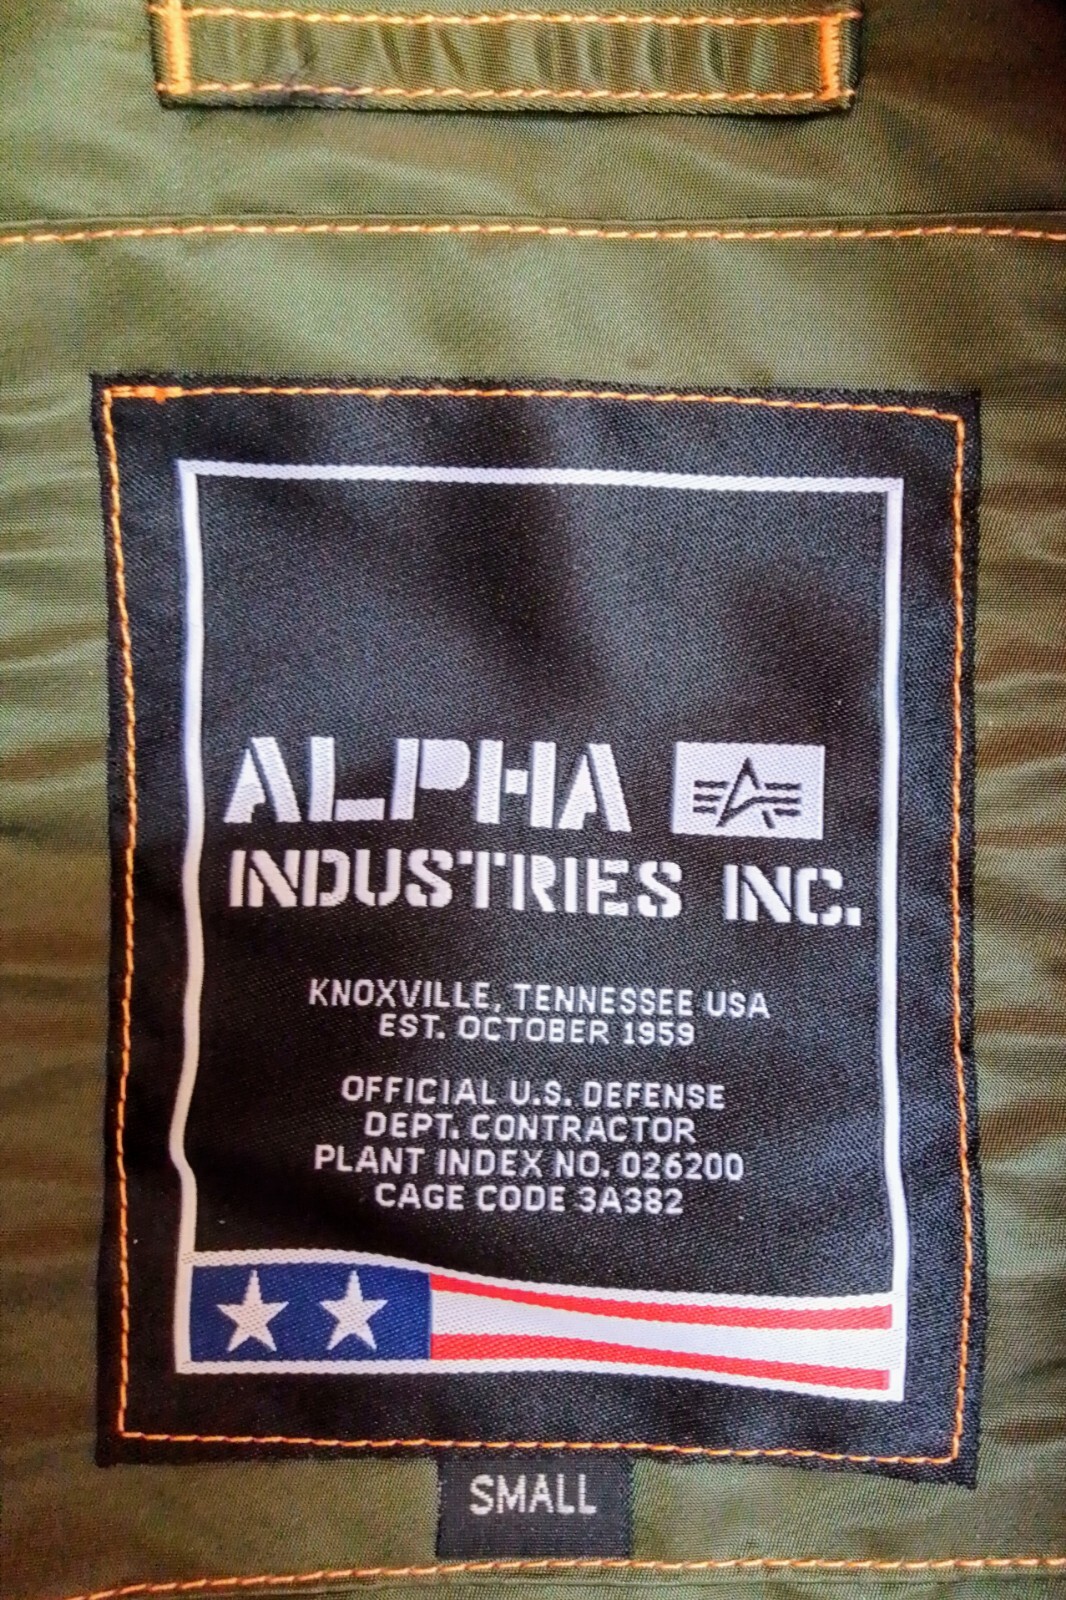 ALPHA
INDUSTRIES INC.
KNOXVILLE, TENNESSEE USA
EST. OCTOBER 1959
OFFICIAL U.S. DEFENSE
DEPT. CONTRACTOR
PLANT INDEX NO. 026200
CAGE CODE 3A382
SMALL